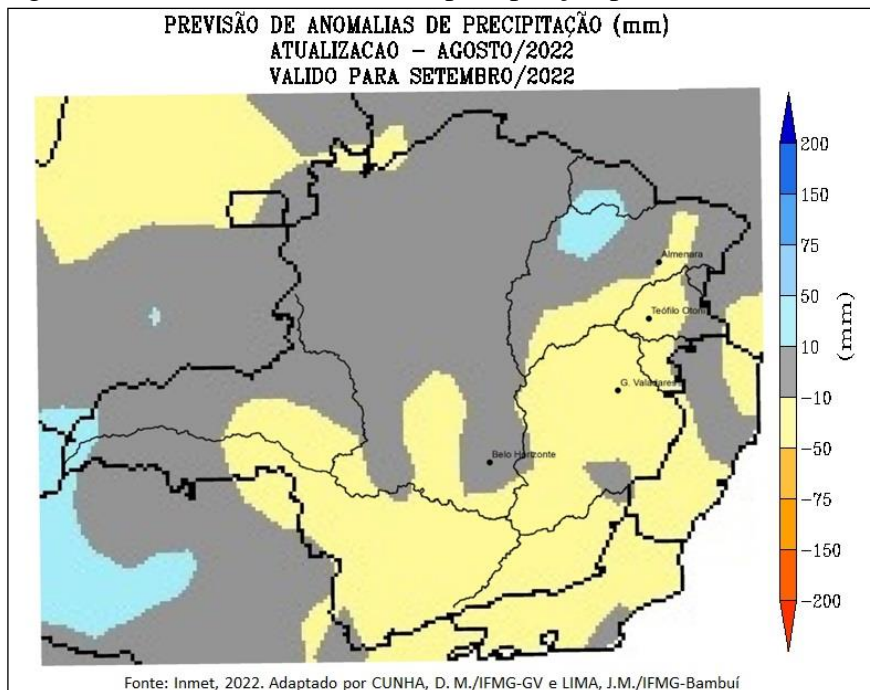 PREVISÃO DE ANOMALIAS DE PRECIPITAÇÃO (mm)
ATUALIZACAO – AGOSTO/2022
VALIDO PARA SETEMBRO/2022
200
150
75
50
10
-10
-50
-75
-150
-200
(mm)
Almenara
Teófilo Otoni
G. Valadares
Belo Horizonte
Fonte: Inmet, 2022. Adaptado por CUNHA, D. M./IFMG-GV e LIMA, J.M./IFMG-Bambuí